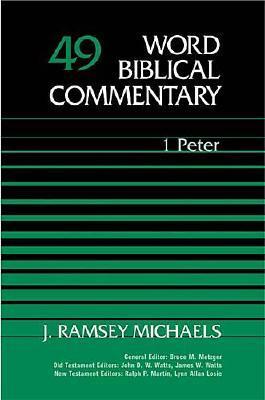 49 WORD
BIBLICAL
COMMENTARY
1 Peter
J. RAMSEY MICHAELS
General Editor: Bruce M. Metzger
Old Testament Editors: John D. W. Watts, James W. Watts
New Testament Editors: Ralph P. Martin, Lynn Allan Losie